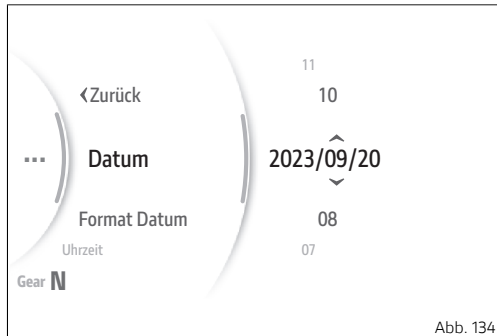 11
‹Zurück 10
... Datum 2023/09/20
Format Datum 08
Uhrzeit 07
Gear N
Abb. 134